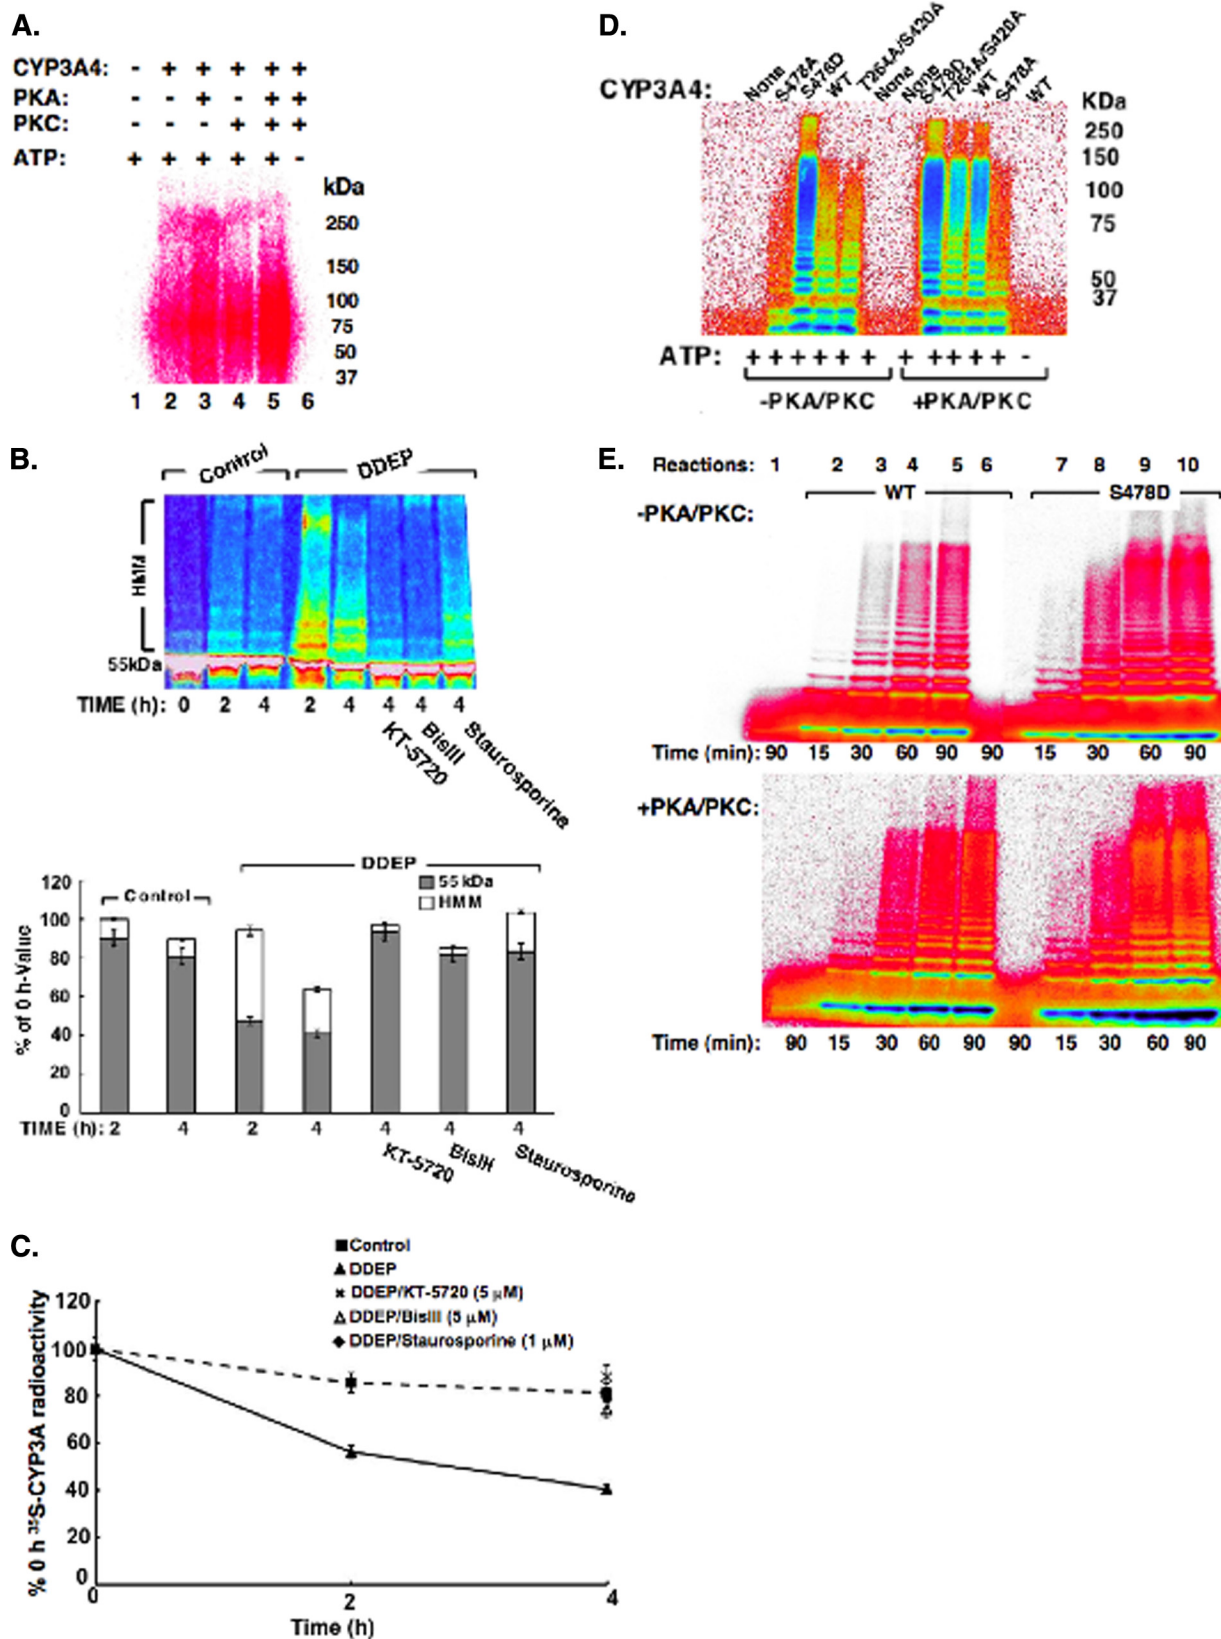 A.
CYP3A4: - + + + + +
PKA: - - + - + +
PKC: - - - + + +
ATP: + + + + + -
kDa
250
150
100
75
50
37
1 2 3 4 5 6
B.
Control DDEP
HMM
55kDa
TIME (h): 0 2 4 2 4 4 4 4
KT-5720
BisIII
Staurosporine
DDEP
55 kDa
HMM
Control
120
100
80
60
40
20
0
% of 0 h-Value
TIME (h): 2 4 2 4 4 4 4
KT-5720
BisIII
Staurosporine
C.
Control
DDEP
DDEP/KT-5720 (5 µM)
DDEP/BisIII (5 µM)
DDEP/Staurosporine (1 µM)
120
100
80
60
40
20
0
% 0 h ³⁵S-CYP3A radioactivity
0 2 4
Time (h)
D.
CYP3A4: None S478A S478D WT T264A/S420A None None S478D T264A/S420A WT S478A WT
KDa
250
150
100
75
50
37
ATP: + + + + + + + + + + + -
-PKA/PKC +PKA/PKC
E.
Reactions: 1 2 3 4 5 6 7 8 9 10
WT S478D
-PKA/PKC:
Time (min): 90 15 30 60 90 90 15 30 60 90
+PKA/PKC:
Time (min): 90 15 30 60 90 90 15 30 60 90